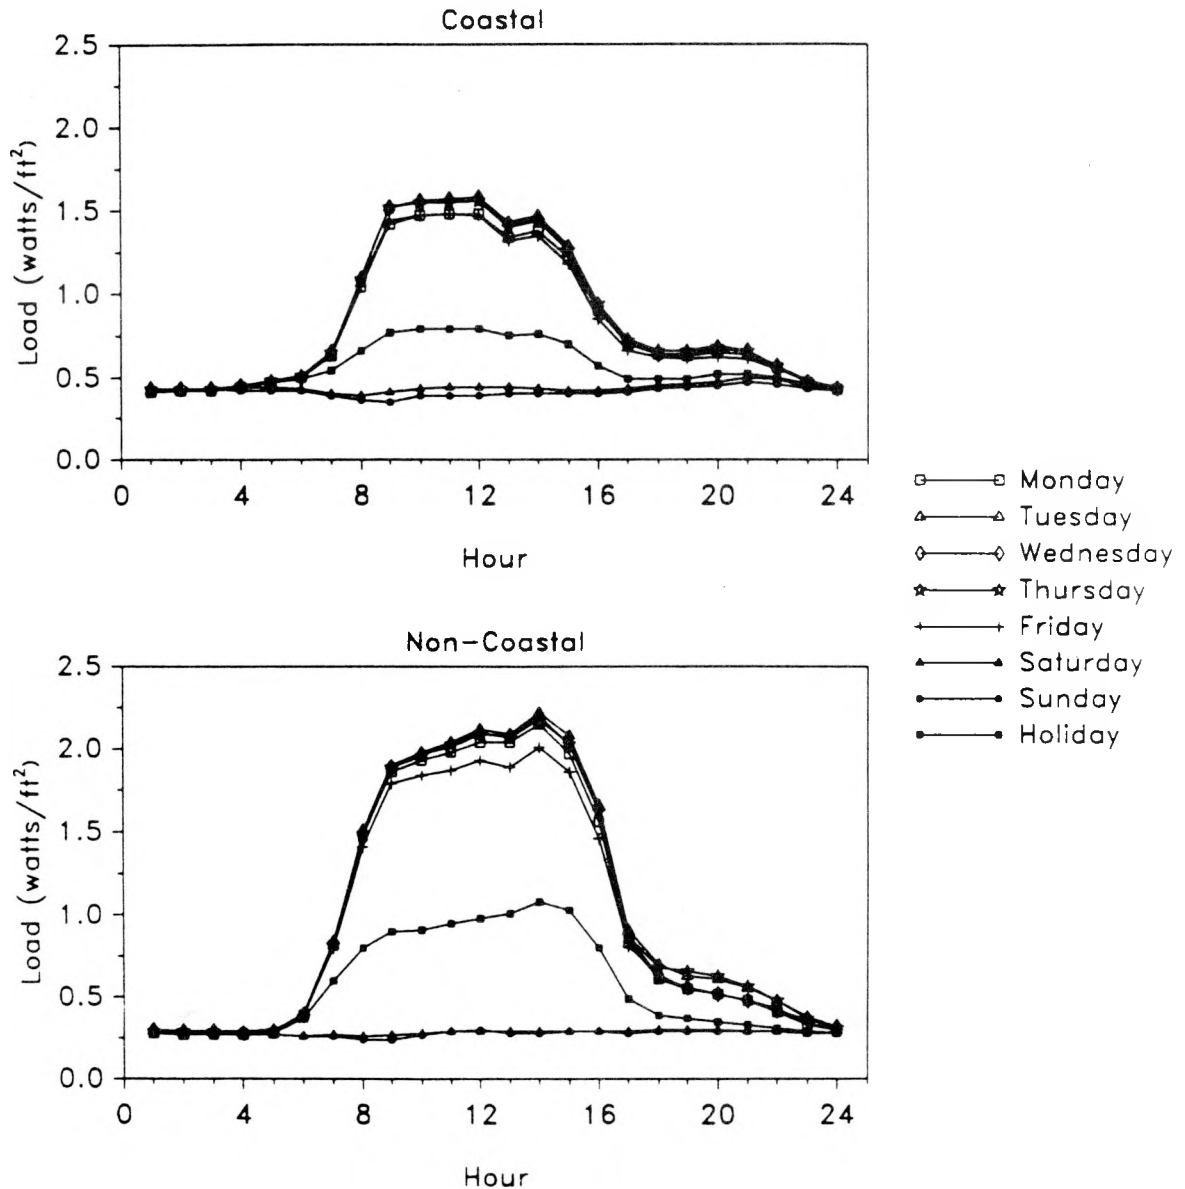 Coastal
2.5
2.0
1.5
1.0
0.5
0.0
Load (watts/ft²)
0 4 8 12 16 20 24
Hour
Monday
Tuesday
Wednesday
Thursday
Friday
Saturday
Sunday
Holiday
Non-Coastal
2.5
2.0
1.5
1.0
0.5
0.0
Load (watts/ft²)
0 4 8 12 16 20 24
Hour